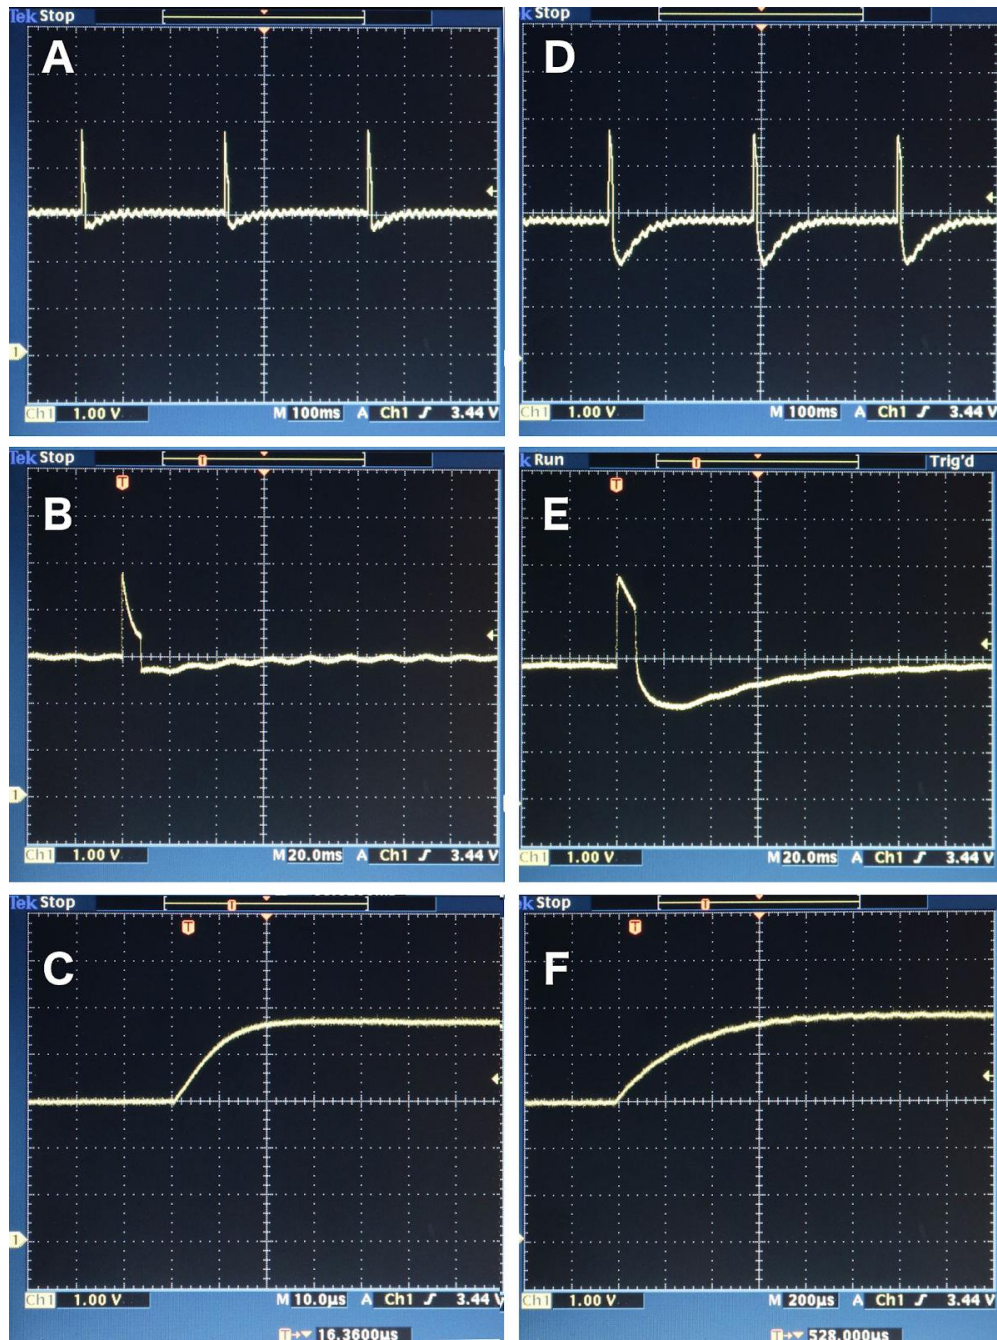 Tek Stop
A
1
Ch1 1.00 V M 100ms A Ch1 ƒ 3.44 V
k Stop
D
Ch1 1.00 V M 100ms A Ch1 ƒ 3.44 V
Tek Stop
T
T
B
1
Ch1 1.00 V M 20.0ms A Ch1 ƒ 3.44 V
k Run Trig'd
T
T
E
Ch1 1.00 V M 20.0ms A Ch1 ƒ 3.44 V
Tek Stop
T
T
C
1
Ch1 1.00 V M 10.0µs A Ch1 ƒ 3.44 V
T→▼ 16.3600µs
k Stop
T
T
F
Ch1 1.00 V M 200µs A Ch1 ƒ 3.44 V
T→▼ 528.000µs